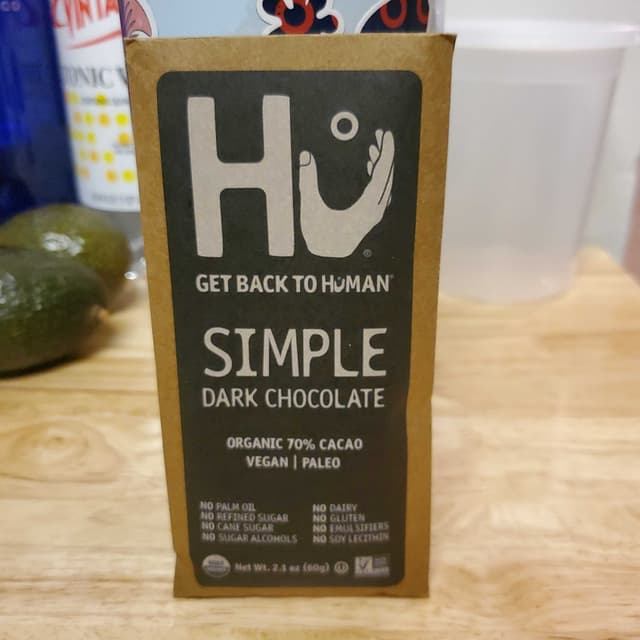 Hu
GET BACK TO HUMAN
SIMPLE
DARK CHOCOLATE
ORGANIC 70% CACAO
VEGAN | PALEO
NO PALM OIL
NO REFINED SUGAR
NO CANE SUGAR
NO SUGAR ALCOHOLS
NO DAIRY
NO GLUTEN
NO EMULSIFIERS
NO SOY LECITHIN
Net Wt. 2.1 oz (60g)